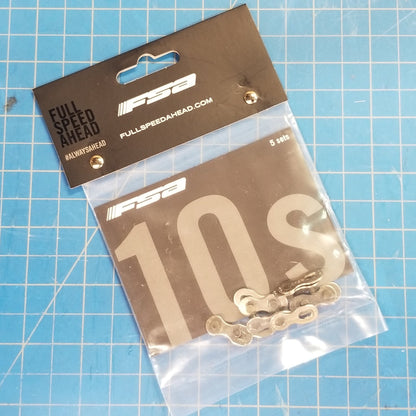 FULL
SPEED
AHEAD
#ALWAYSAHEAD
FSA
FULLSPEEDAHEAD.COM
5 sets
FSA
10s